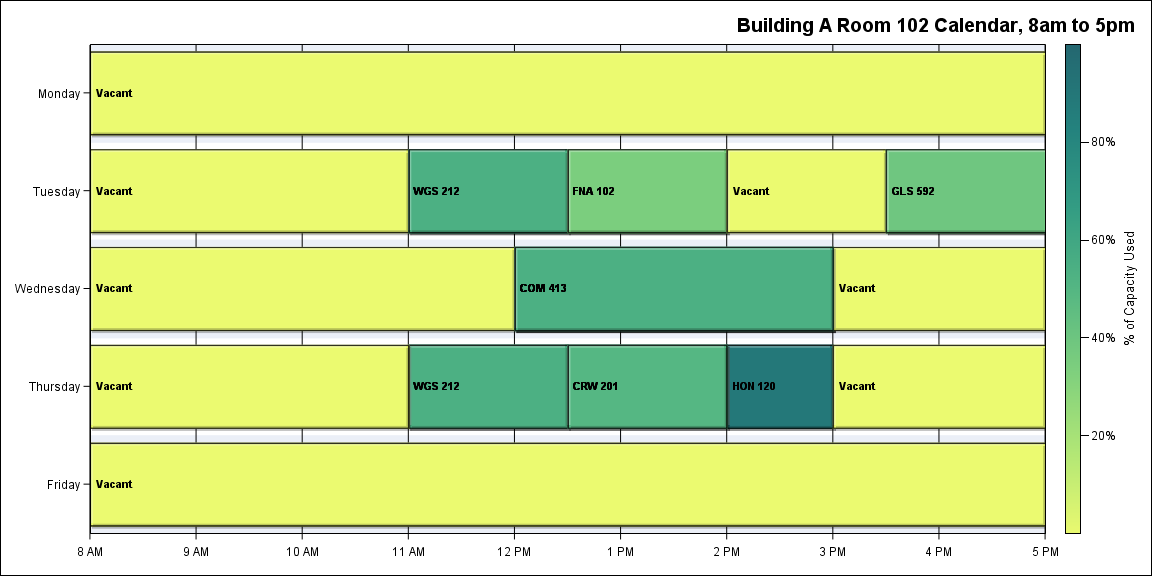 Building A Room 102 Calendar, 8am to 5pm
Monday
Vacant
Tuesday
Vacant
WGS 212
FNA 102
Vacant
GLS 592
Wednesday
Vacant
COM 413
Vacant
Thursday
Vacant
WGS 212
CRW 201
HON 120
Vacant
Friday
Vacant
8 AM
9 AM
10 AM
11 AM
12 PM
1 PM
2 PM
3 PM
4 PM
5 PM
80%
60%
40%
20%
% of Capacity Used